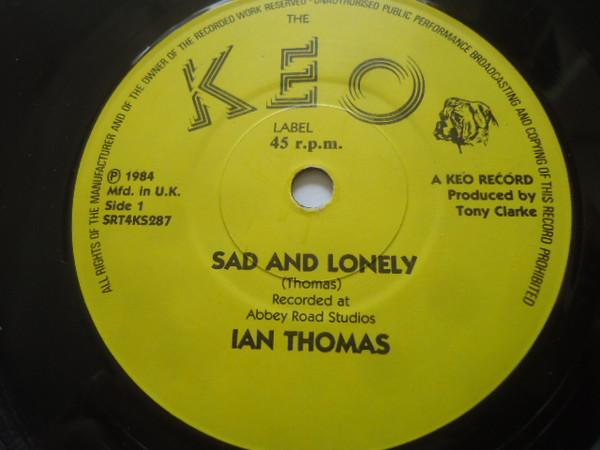 ALL RIGHTS OF THE MANUFACTURER AND OF THE OWNER OF THE RECORDED WORK RESERVED - UNAUTHORISED PUBLIC PERFORMANCE BROADCASTING AND COPYING OF THIS RECORD PROHIBITED
THE
KEO
LABEL
45 r.p.m.
℗ 1984
Mfd. in U.K.
Side 1
SRT4KS287
A KEO RECORD
Produced by
Tony Clarke
SAD AND LONELY
(Thomas)
Recorded at
Abbey Road Studios
IAN THOMAS